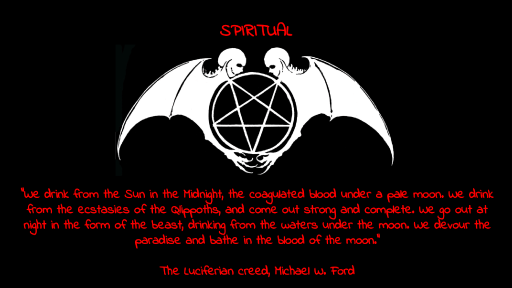 SPIRITUAL
"We drink from the Sun in the Midnight, the coagulated blood under a pale moon. We drink
from the ecstasies of the Qlippoths, and come out strong and complete. We go out at
night in the form of the beast, drinking from the waters under the moon. We devour the
paradise and bathe in the blood of the moon."
The Luciferian creed, Michael W. Ford